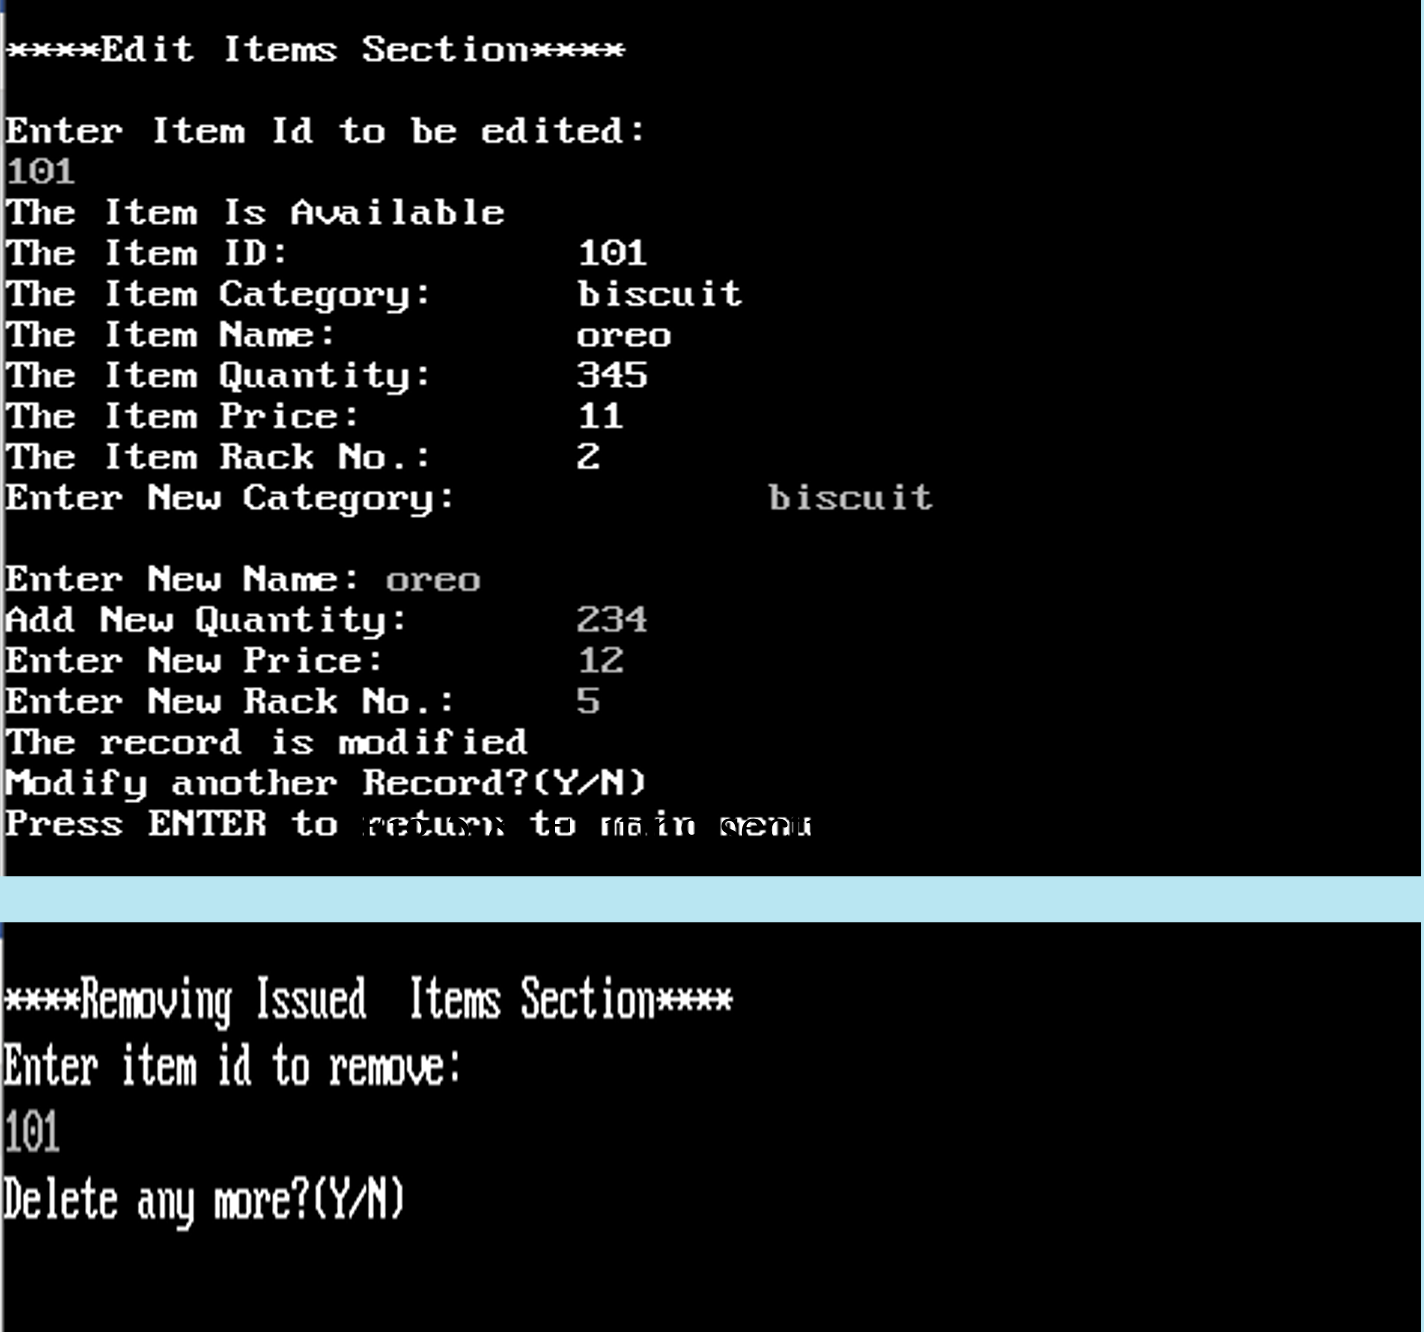 ****Edit Items Section****
Enter Item Id to be edited:
101
The Item Is Available
The Item ID: 101
The Item Category: biscuit
The Item Name: oreo
The Item Quantity: 345
The Item Price: 11
The Item Rack No.: 2
Enter New Category: biscuit
Enter New Name: oreo
Add New Quantity: 234
Enter New Price: 12
Enter New Rack No.: 5
The record is modified
Modify another Record?(Y/N)
Press ENTER to return to main menu
****Removing Issued  Items Section****
Enter item id to remove:
101
Delete any more?(Y/N)